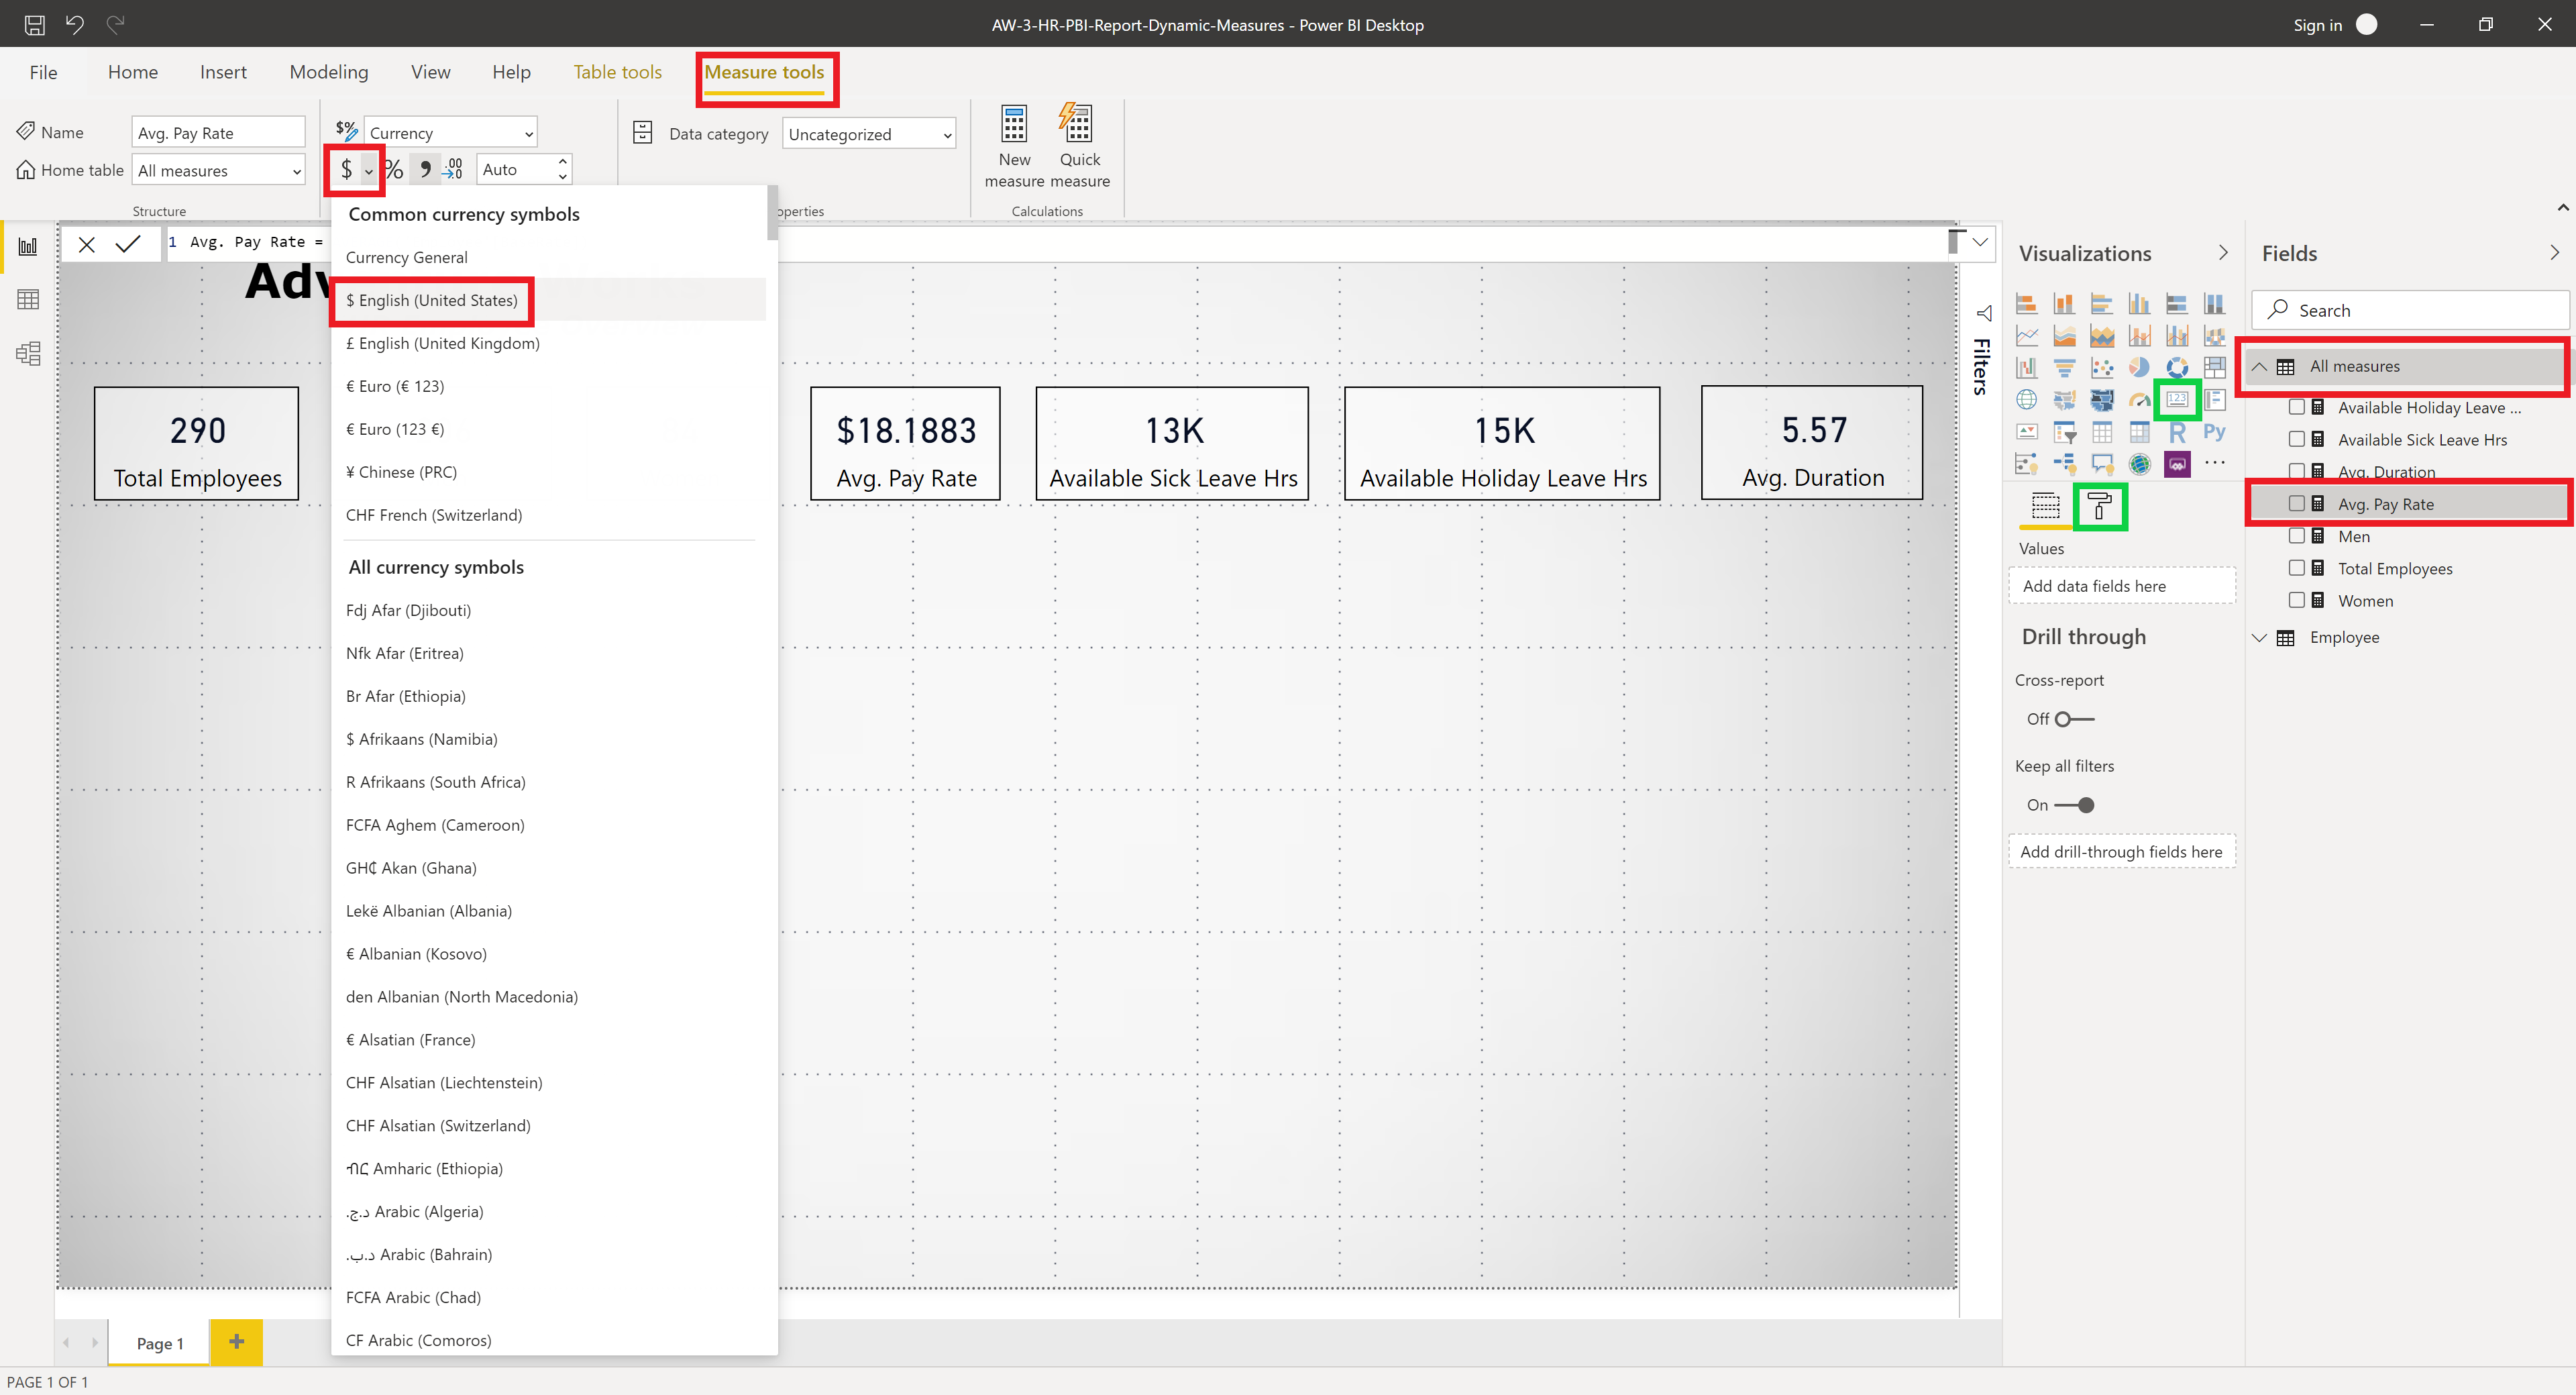 AW-3-HR-PBI-Report-Dynamic-Measures - Power BI Desktop
Sign in
File Home Insert Modeling View Help Table tools Measure tools
Name Avg. Pay Rate
Home table All measures
Structure
$% Currency
$ % , .00 .0 Auto
Data category Uncategorized
operties
New measure
Quick measure
Calculations
1 Avg. Pay Rate =
Adv
Common currency symbols
Currency General
$ English (United States)
£ English (United Kingdom)
€ Euro (€ 123)
€ Euro (123 €)
¥ Chinese (PRC)
CHF French (Switzerland)
All currency symbols
Fdj Afar (Djibouti)
Nfk Afar (Eritrea)
Br Afar (Ethiopia)
$ Afrikaans (Namibia)
R Afrikaans (South Africa)
FCFA Aghem (Cameroon)
GH₵ Akan (Ghana)
Lekë Albanian (Albania)
€ Albanian (Kosovo)
den Albanian (North Macedonia)
€ Alsatian (France)
CHF Alsatian (Liechtenstein)
CHF Alsatian (Switzerland)
ብር Amharic (Ethiopia)
د.ج.‏ Arabic (Algeria)
د.ب.‏ Arabic (Bahrain)
FCFA Arabic (Chad)
CF Arabic (Comoros)
290
Total Employees
$18.1883
Avg. Pay Rate
13K
Available Sick Leave Hrs
15K
Available Holiday Leave Hrs
5.57
Avg. Duration
Filters
Visualizations
123
R Py
Values
Add data fields here
Drill through
Cross-report
Off
Keep all filters
On
Add drill-through fields here
Fields
Search
All measures
Available Holiday Leave ...
Available Sick Leave Hrs
Avg. Duration
Avg. Pay Rate
Men
Total Employees
Women
Employee
Page 1
PAGE 1 OF 1